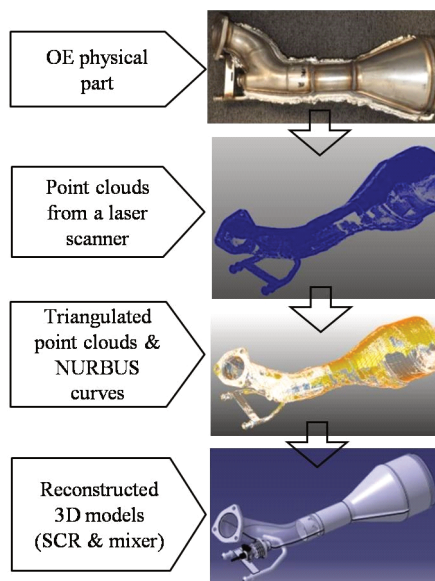 OE physical
part
Point clouds
from a laser
scanner
Triangulated
point clouds &
NURBUS
curves
Reconstructed
3D models
(SCR & mixer)